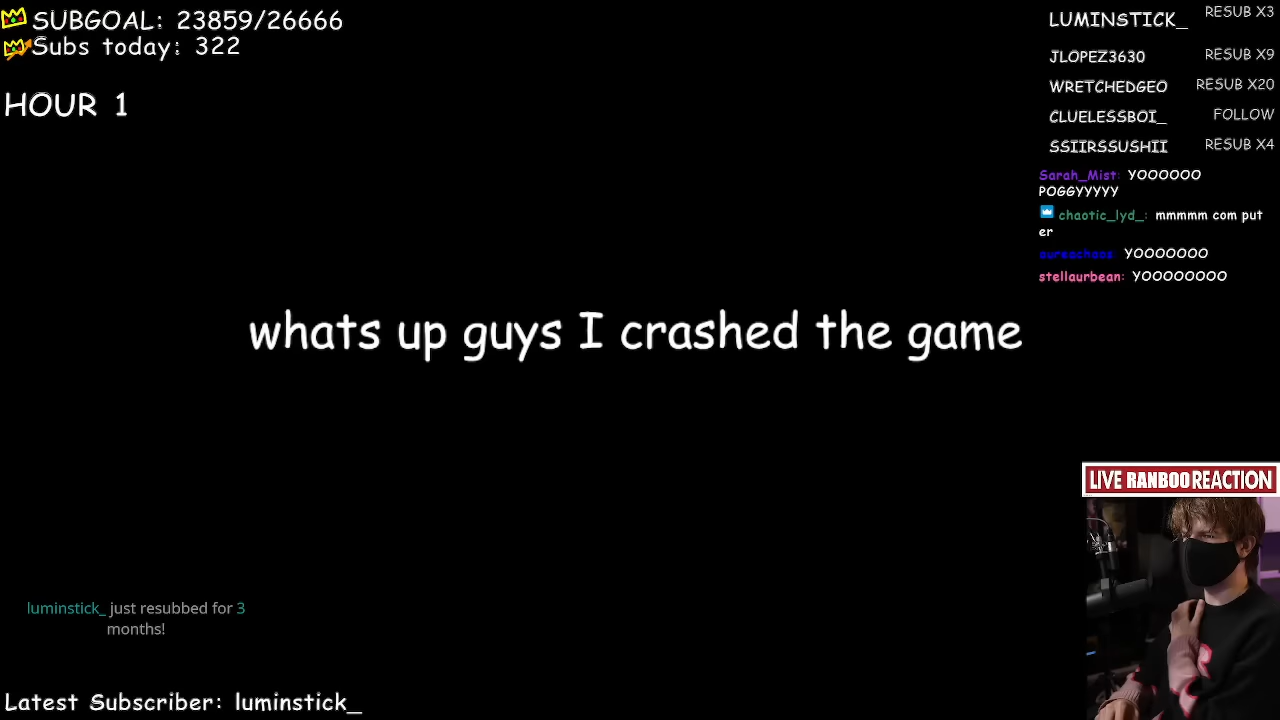 SUBGOAL: 23859/26666
Subs today: 322
HOUR 1
LUMINSTICK_ RESUB X3
JLOPEZ3630 RESUB X9
WRETCHEDGEO RESUB X20
CLUELESSBOI_ FOLLOW
SSIIRSSUSHII RESUB X4
Sarah_Mist: YOOOOOO
POGGYYYYY
chaotic_lyd_: mmmmm com put
er
aureachaos: YOOOOOOO
stellaurbean: YOOOOOOOO
whats up guys I crashed the game
LIVE RANBOO REACTION
luminstick_ just resubbed for 3
months!
Latest Subscriber: luminstick_